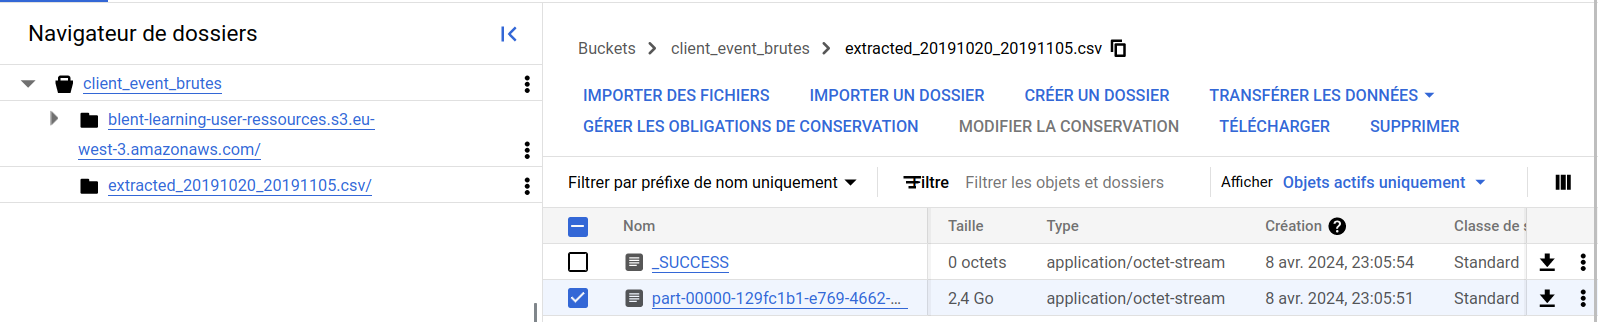 Navigateur de dossiers
client_event_brutes
blent-learning-user-ressources.s3.eu-
west-3.amazonaws.com/
extracted_20191020_20191105.csv/
Buckets client_event_brutes extracted_20191020_20191105.csv
IMPORTER DES FICHIERS IMPORTER UN DOSSIER CRÉER UN DOSSIER TRANSFÉRER LES DONNÉES
GÉRER LES OBLIGATIONS DE CONSERVATION MODIFIER LA CONSERVATION TÉLÉCHARGER SUPPRIMER
Filtrer par préfixe de nom uniquement Filtre Filtrer les objets et dossiers Afficher Objets actifs uniquement
Nom Taille Type Création Classe de s
_SUCCESS 0 octets application/octet-stream 8 avr. 2024, 23:05:54 Standard
part-00000-129fc1b1-e769-4662-... 2,4 Go application/octet-stream 8 avr. 2024, 23:05:51 Standard